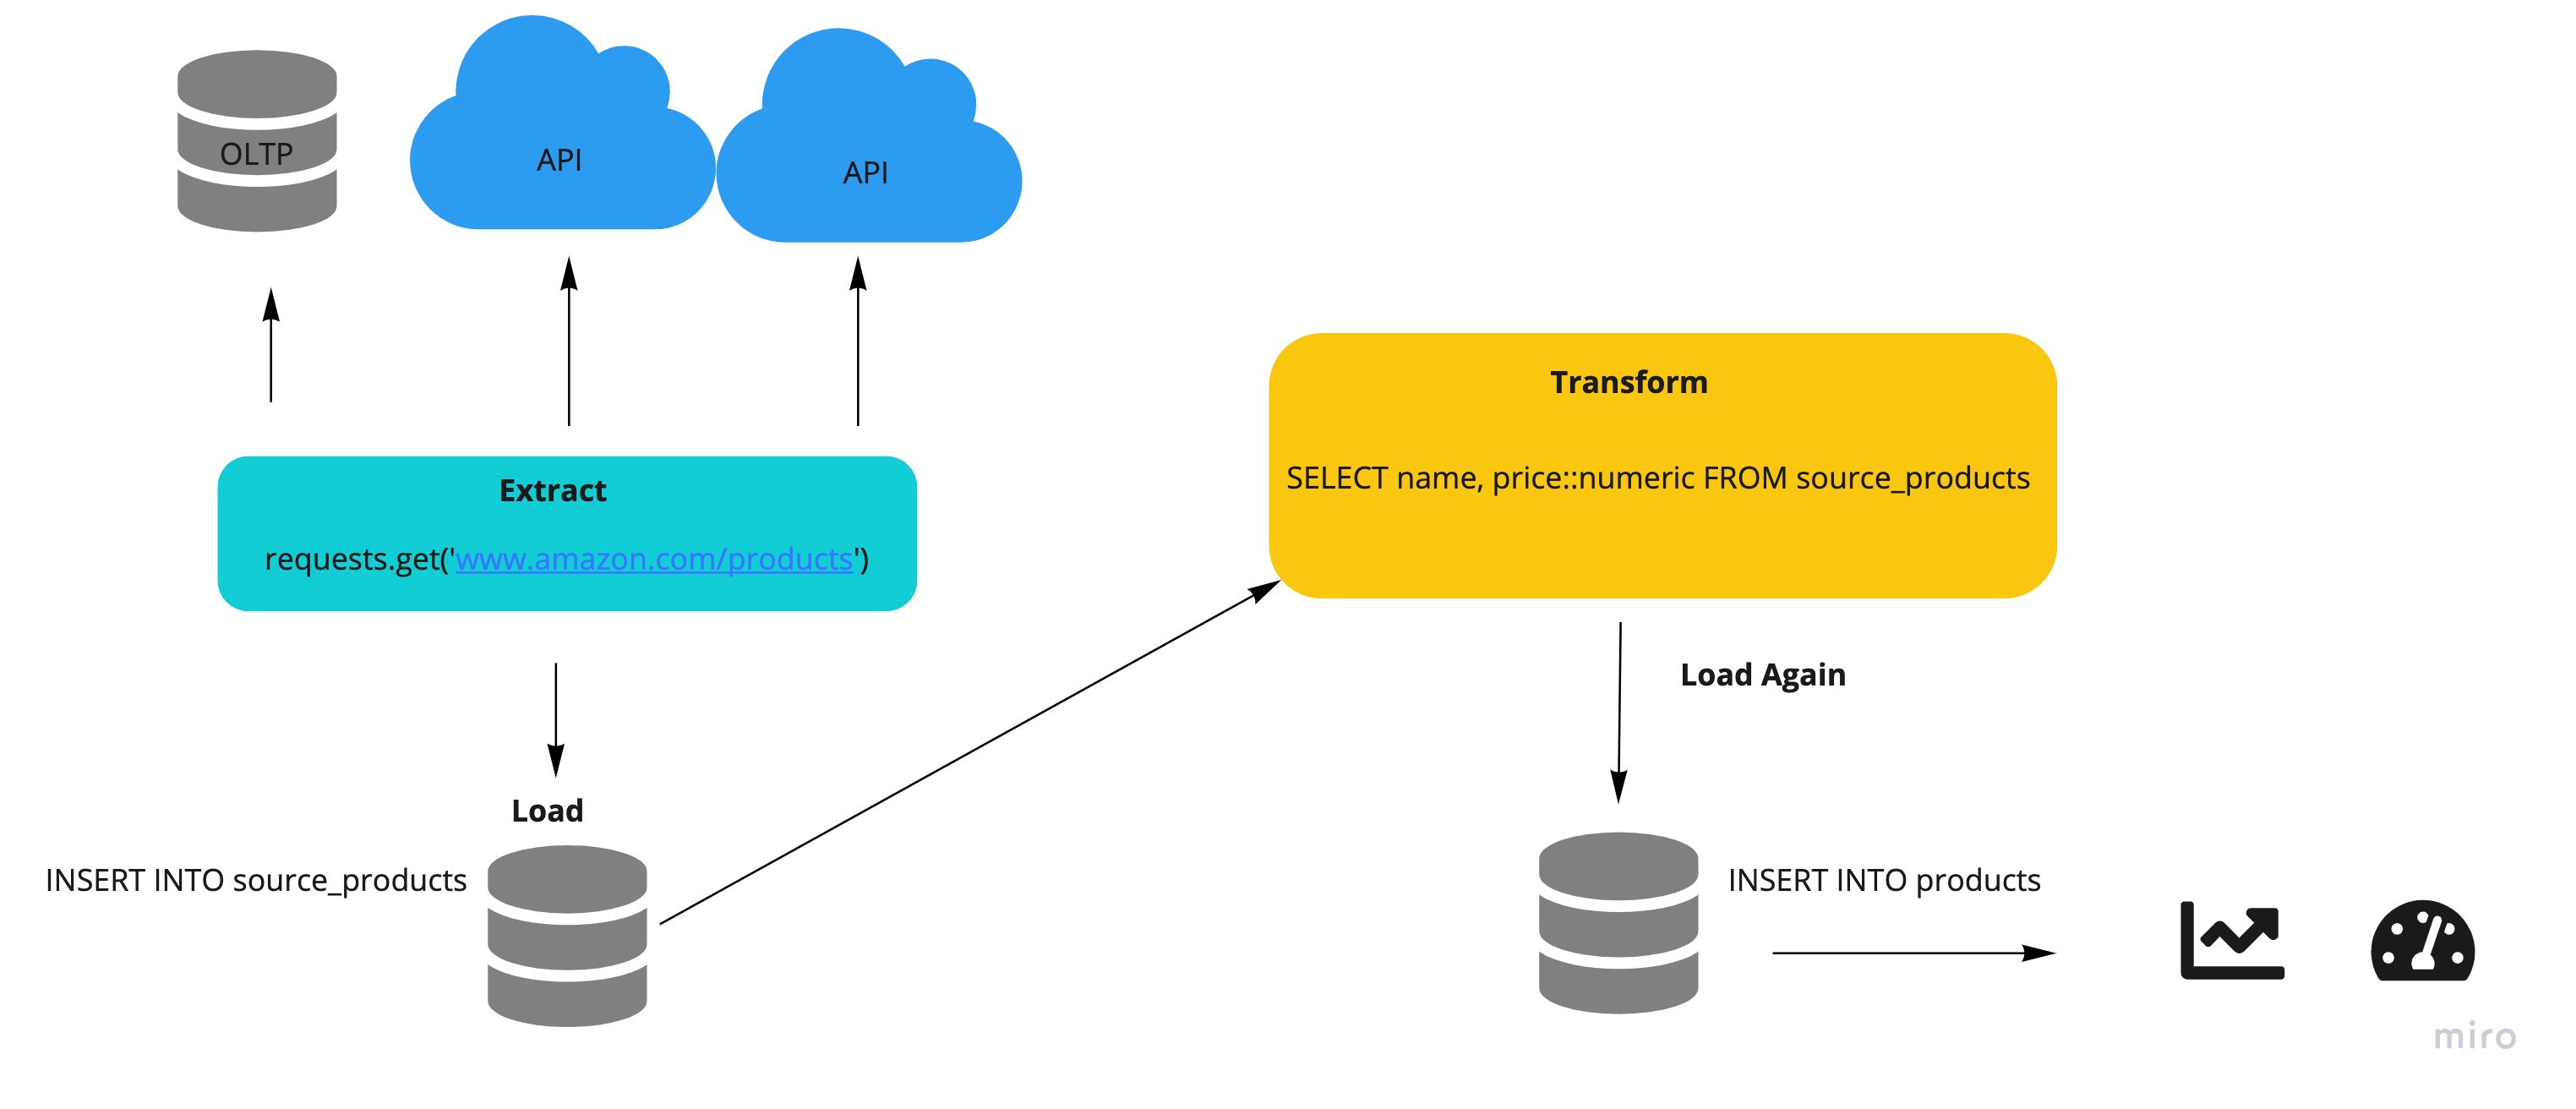 OLTP
API
API
Extract
requests.get('www.amazon.com/products')
Transform
SELECT name, price::numeric FROM source_products
Load Again
Load
INSERT INTO source_products
INSERT INTO products
miro